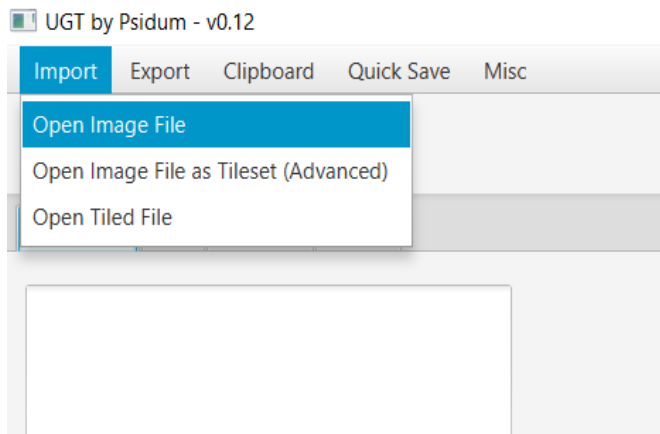 UGT by Psidum - v0.12
Import Export Clipboard Quick Save Misc
Open Image File
Open Image File as Tileset (Advanced)
Open Tiled File